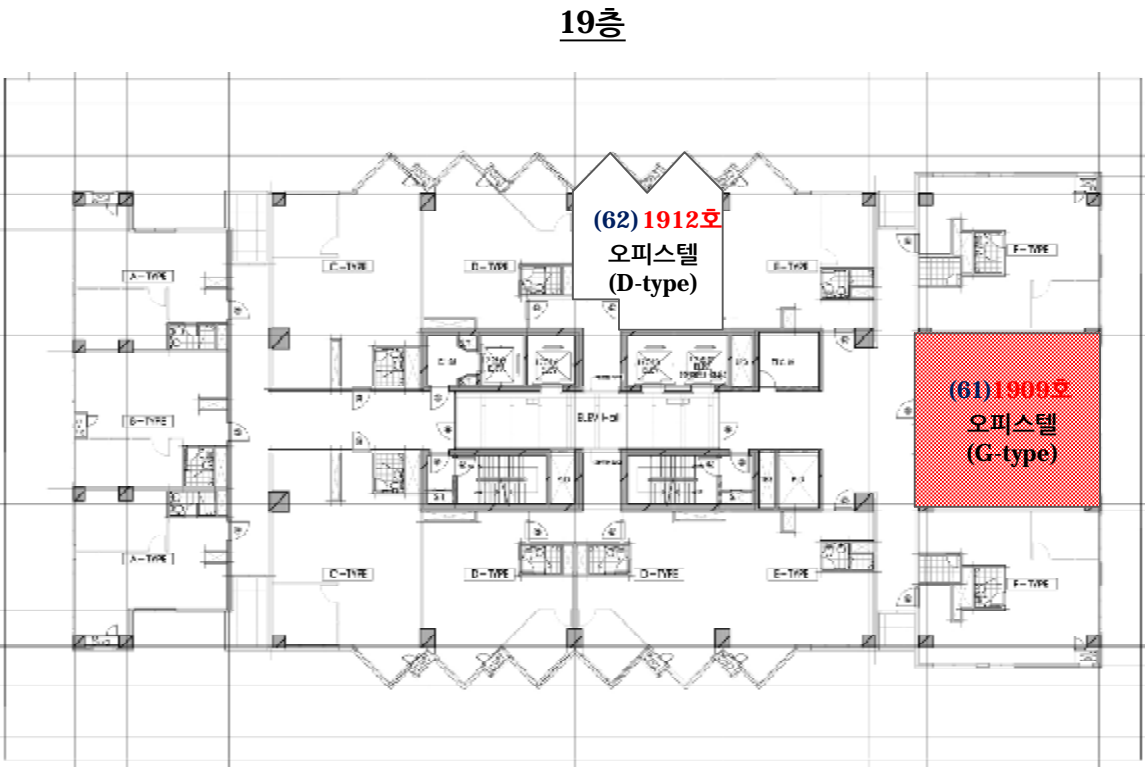 19층
(62) 1912호
오피스텔
(D-type)
F-TYPE
A-TYPE
C-TYPE
D-TYPE
E-TYPE
(61)1909호
오피스텔
(G-type)
B-TYPE
ELEV Hall
A-TYPE
C-TYPE
D-TYPE
D-TYPE
E-TYPE
F-TYPE